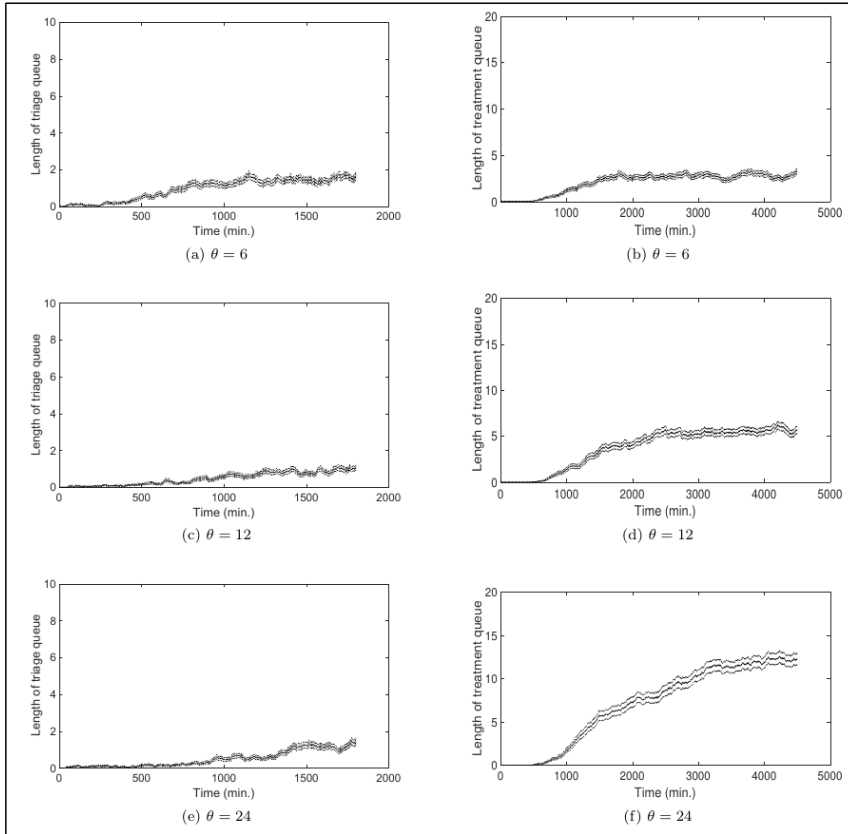 10
8
6
4
2
0
Length of triage queue
0 500 1000 1500 2000
Time (min.)
(a) θ = 6
20
15
10
5
0
Length of treatment queue
1000 2000 3000 4000 5000
Time (min.)
(b) θ = 6
10
8
6
4
2
0
Length of triage queue
0 500 1000 1500 2000
Time (min.)
(c) θ = 12
20
15
10
5
0
Length of treatment queue
1000 2000 3000 4000 5000
Time (min.)
(d) θ = 12
10
8
6
4
2
0
Length of triage queue
0 500 1000 1500 2000
Time (min.)
(e) θ = 24
20
15
10
5
0
Length of treatment queue
1000 2000 3000 4000 5000
Time (min.)
(f) θ = 24